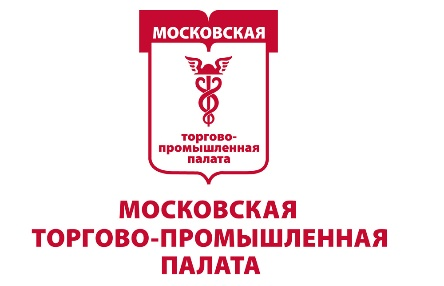 МОСКОВСКАЯ
торгово-
промышленная
палата
МОСКОВСКАЯ
ТОРГОВО-ПРОМЫШЛЕННАЯ
ПАЛАТА